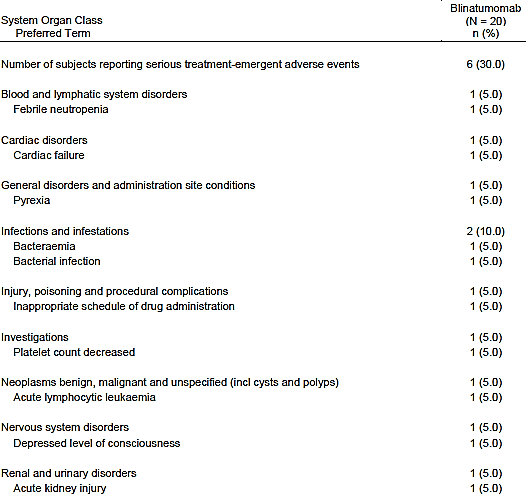 System Organ Class
Preferred Term
Blinatumomab
(N = 20)
n (%)
Number of subjects reporting serious treatment-emergent adverse events 6 (30.0)
Blood and lymphatic system disorders 1 (5.0)
Febrile neutropenia 1 (5.0)
Cardiac disorders 1 (5.0)
Cardiac failure 1 (5.0)
General disorders and administration site conditions 1 (5.0)
Pyrexia 1 (5.0)
Infections and infestations 2 (10.0)
Bacteraemia 1 (5.0)
Bacterial infection 1 (5.0)
Injury, poisoning and procedural complications 1 (5.0)
Inappropriate schedule of drug administration 1 (5.0)
Investigations 1 (5.0)
Platelet count decreased 1 (5.0)
Neoplasms benign, malignant and unspecified (incl cysts and polyps) 1 (5.0)
Acute lymphocytic leukaemia 1 (5.0)
Nervous system disorders 1 (5.0)
Depressed level of consciousness 1 (5.0)
Renal and urinary disorders 1 (5.0)
Acute kidney injury 1 (5.0)